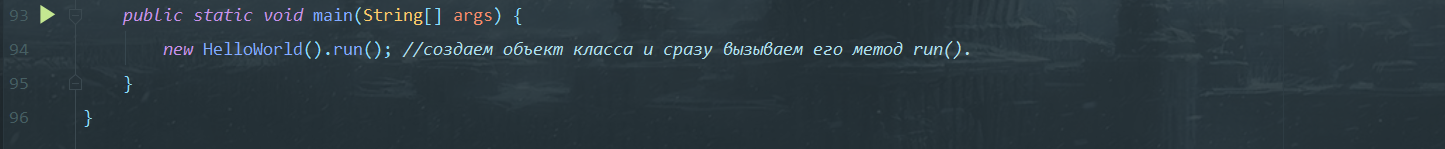 93 public static void main(String[] args) {
94 new HelloWorld().run(); //создаем объект класса и сразу вызываем его метод run().
95 }
96 }